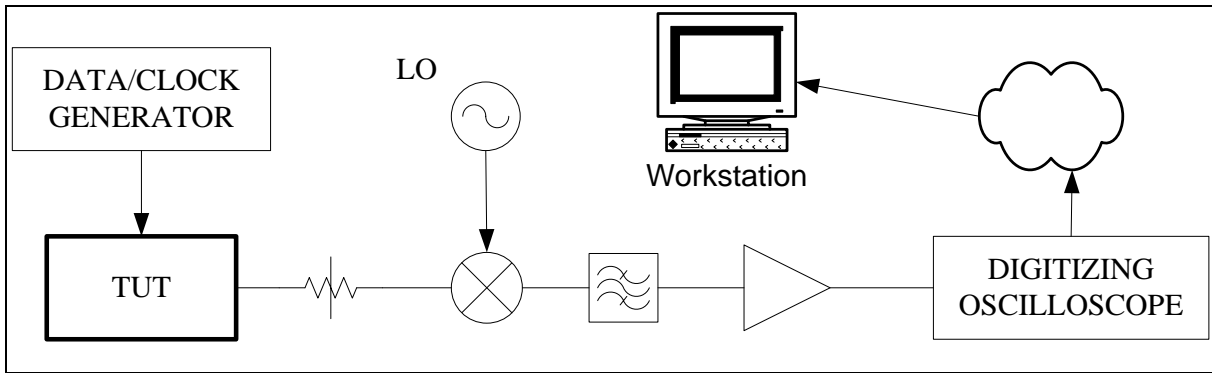 DATA/CLOCK
GENERATOR
LO
Workstation
TUT
DIGITIZING
OSCILLOSCOPE